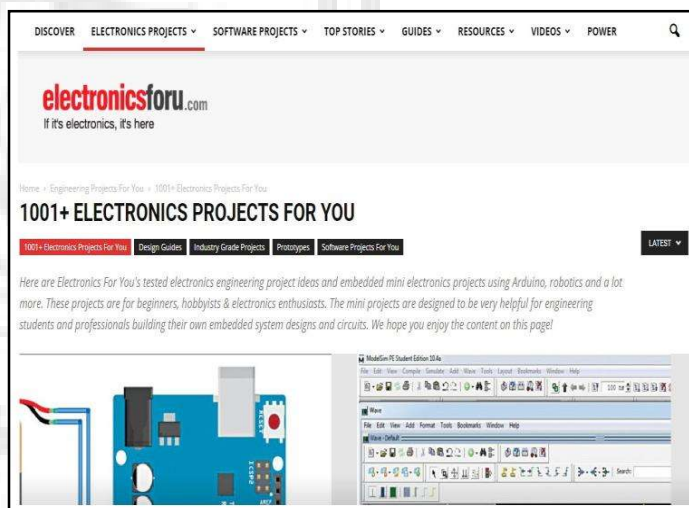 DISCOVER ELECTRONICS PROJECTS SOFTWARE PROJECTS TOP STORIES GUIDES RESOURCES VIDEOS POWER
electronicsforu.com
If it's electronics, it's here
Home › Engineering Projects For You › 1001+ Electronics Projects For You
1001+ ELECTRONICS PROJECTS FOR YOU
1001+ Electronics Projects For You Design Guides Industry Grade Projects Prototypes Software Projects For You LATEST
Here are Electronics For You's tested electronics engineering project ideas and embedded mini electronics projects using Arduino, robotics and a lot
more. These projects are for beginners, hobbyists & electronics enthusiasts. The mini projects are designed to be very helpful for engineering
students and professionals building their own embedded system designs and circuits. We hope you enjoy the content on this page!
RESET
ICSP2
ModelSim PE Student Edition 10.4a
File Edit View Compile Simulate Add Wave Tools Layout Bookmarks Window Help
100 ns
Wave
File Edit View Add Format Tools Bookmarks Window Help
Wave - Default
Search: